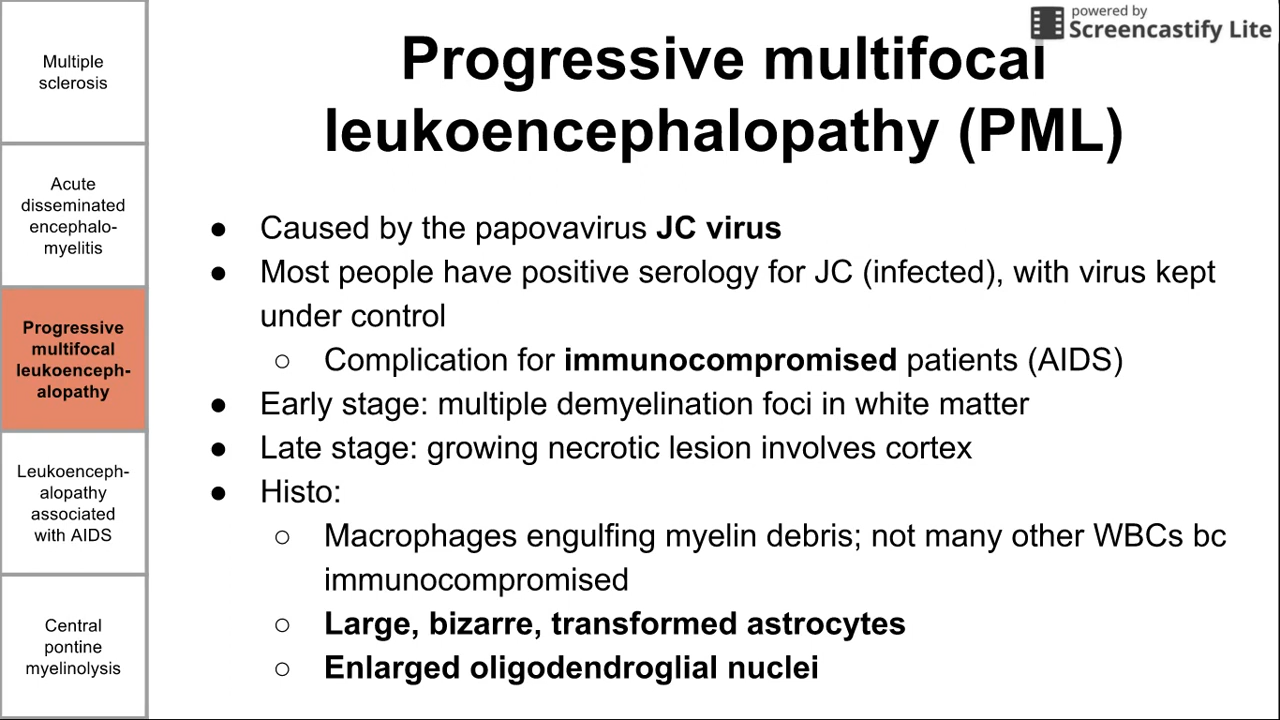 powered by
Screencastify Lite
Multiple
sclerosis
Acute
disseminated
encephalo-
myelitis
Progressive
multifocal
leukoenceph-
alopathy
Leukoenceph-
alopathy
associated
with AIDS
Central
pontine
myelinolysis
Progressive multifocal
leukoencephalopathy (PML)
● Caused by the papovavirus JC virus
● Most people have positive serology for JC (infected), with virus kept
under control
○ Complication for immunocompromised patients (AIDS)
● Early stage: multiple demyelination foci in white matter
● Late stage: growing necrotic lesion involves cortex
● Histo:
○ Macrophages engulfing myelin debris; not many other WBCs bc
immunocompromised
○ Large, bizarre, transformed astrocytes
○ Enlarged oligodendroglial nuclei